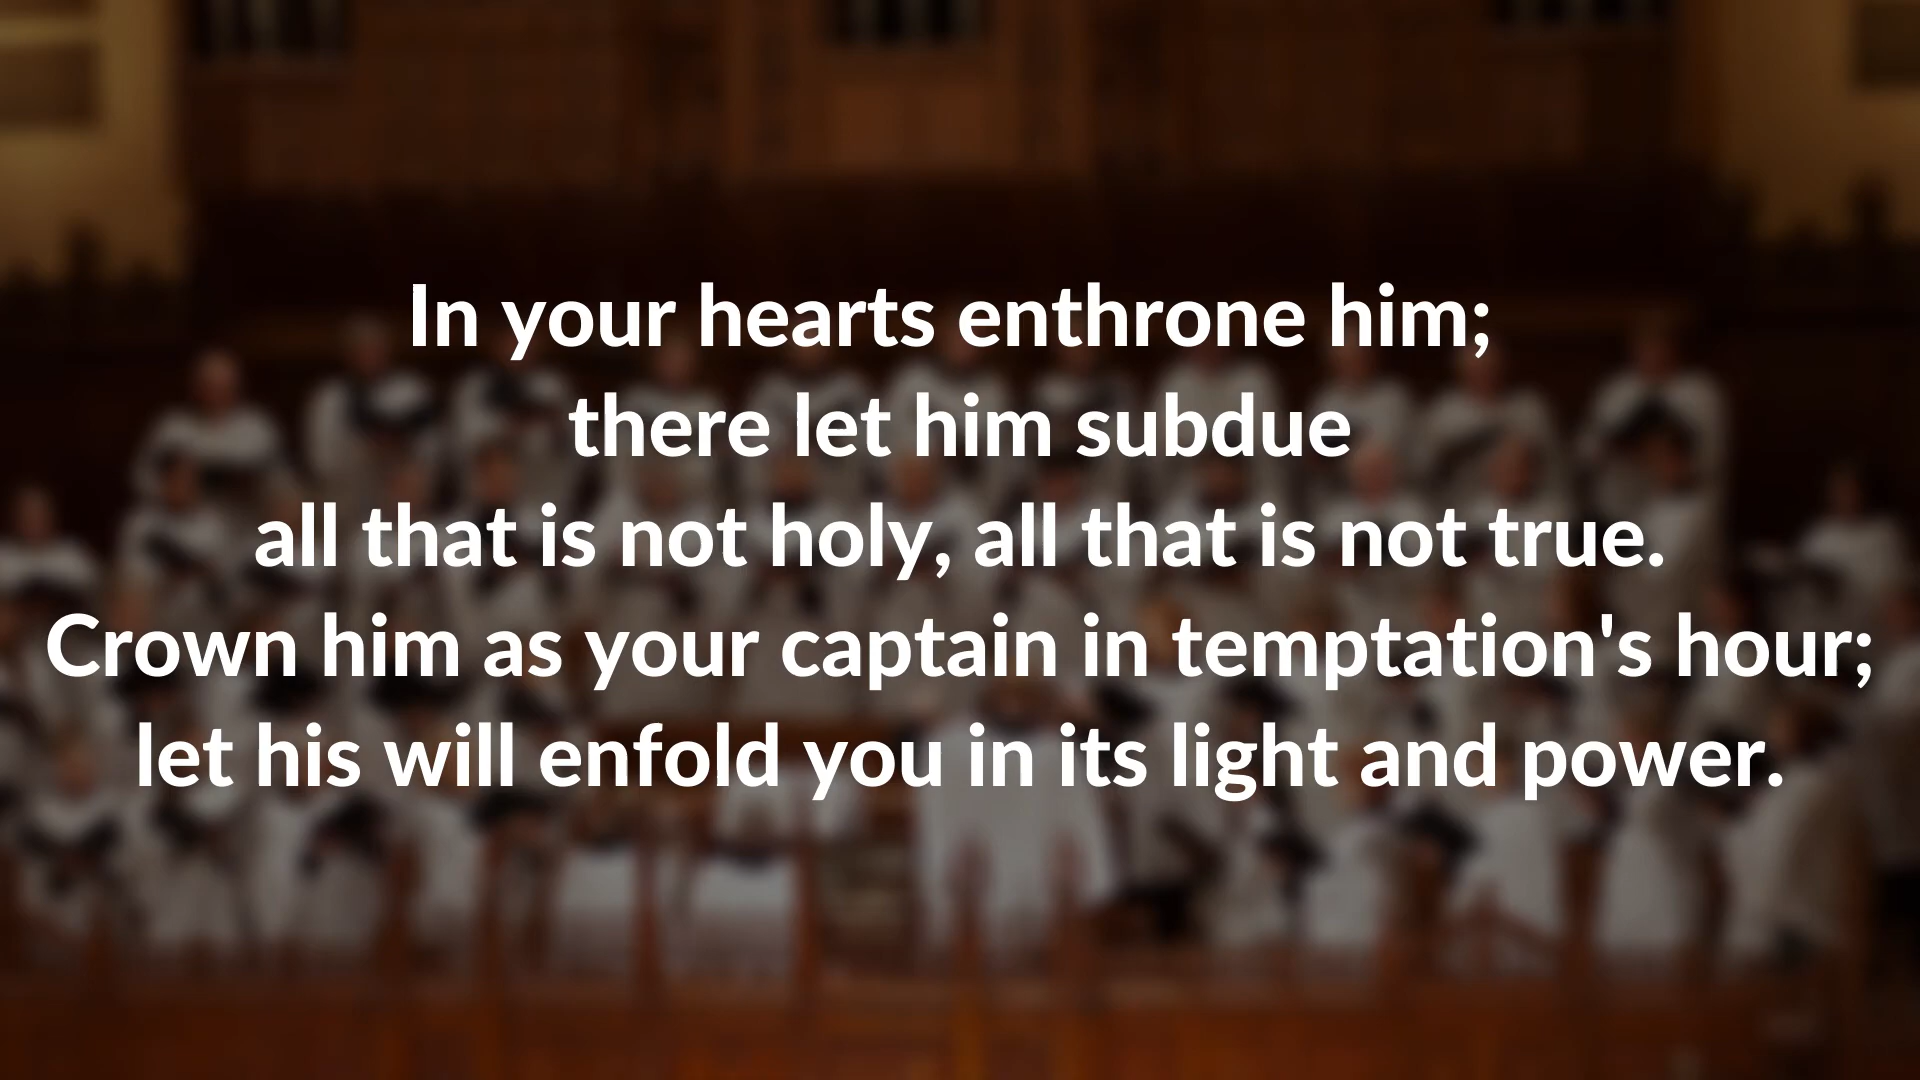 In your hearts enthrone him;
there let him subdue
all that is not holy, all that is not true.
Crown him as your captain in temptation's hour;
let his will enfold you in its light and power.